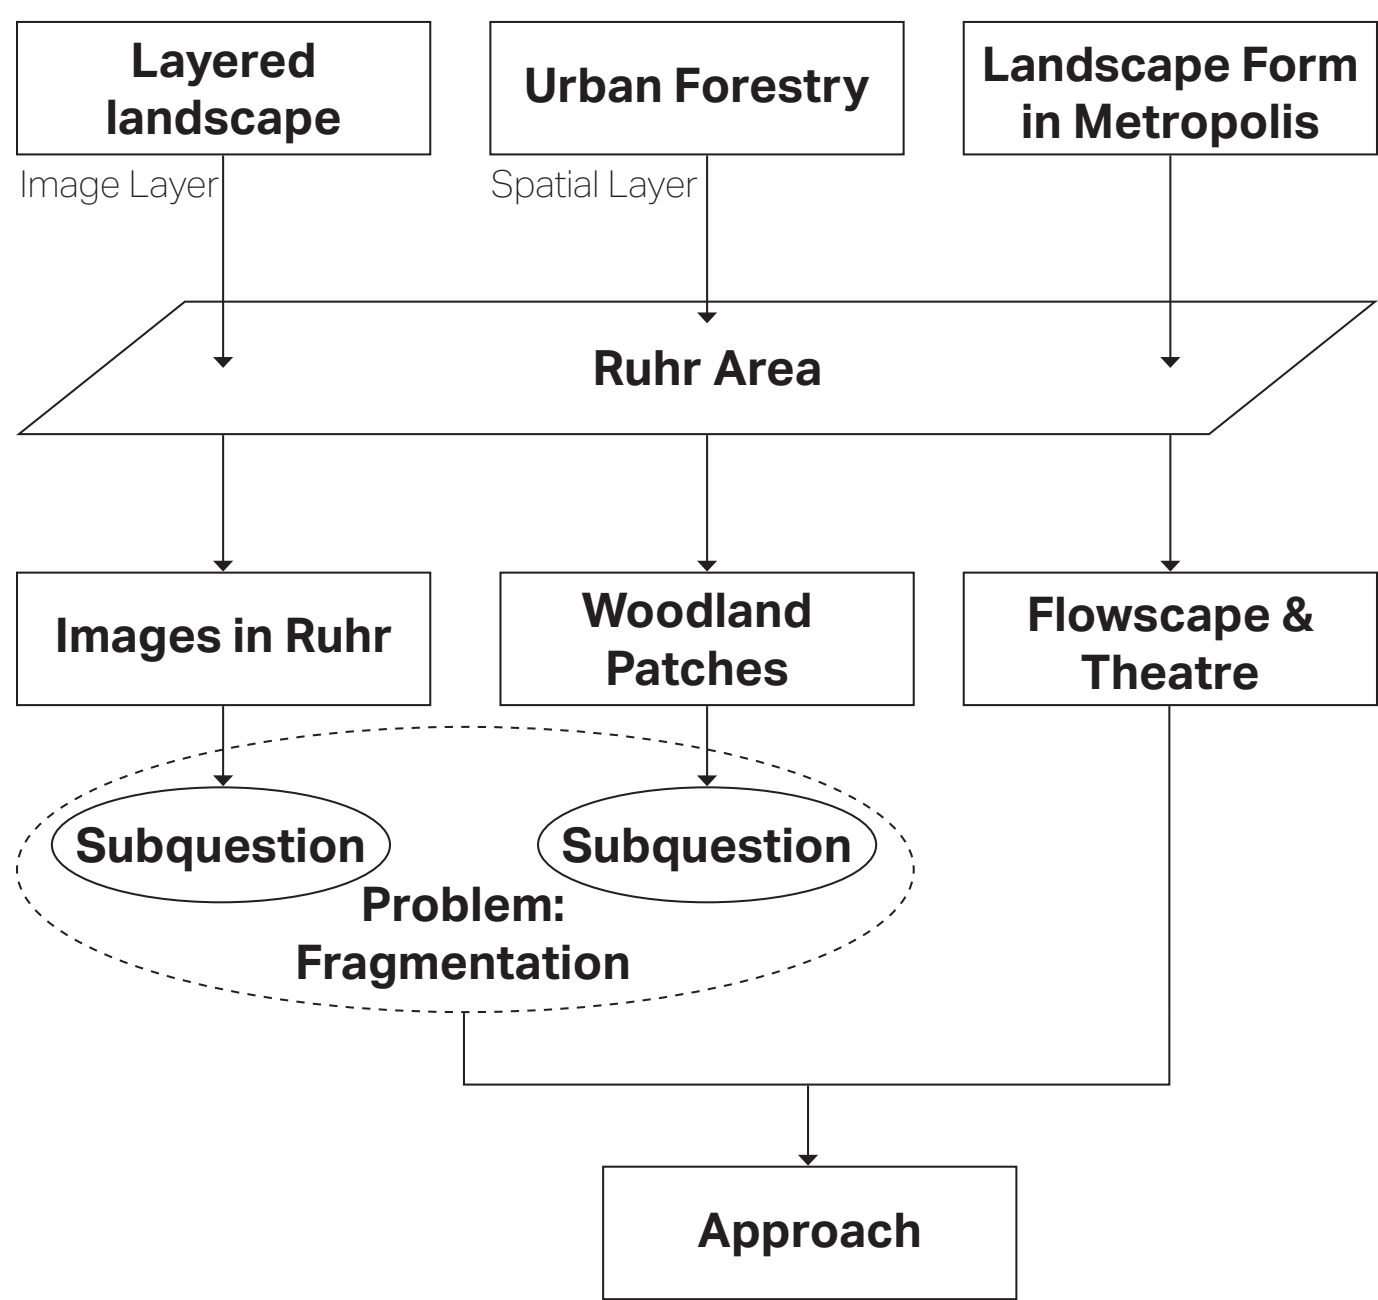 Layered
landscape
Urban Forestry
Landscape Form
in Metropolis
Image Layer
Spatial Layer
Ruhr Area
Images in Ruhr
Woodland
Patches
Flowscape &
Theatre
Subquestion
Subquestion
Problem:
Fragmentation
Approach